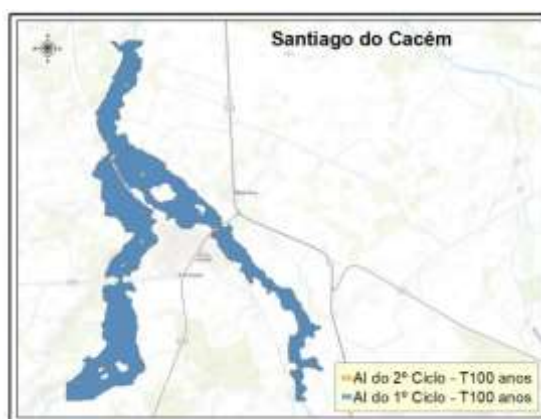 Santiago do Cacém
AI do 2º Ciclo - T100 anos
AI do 1º Ciclo - T100 anos